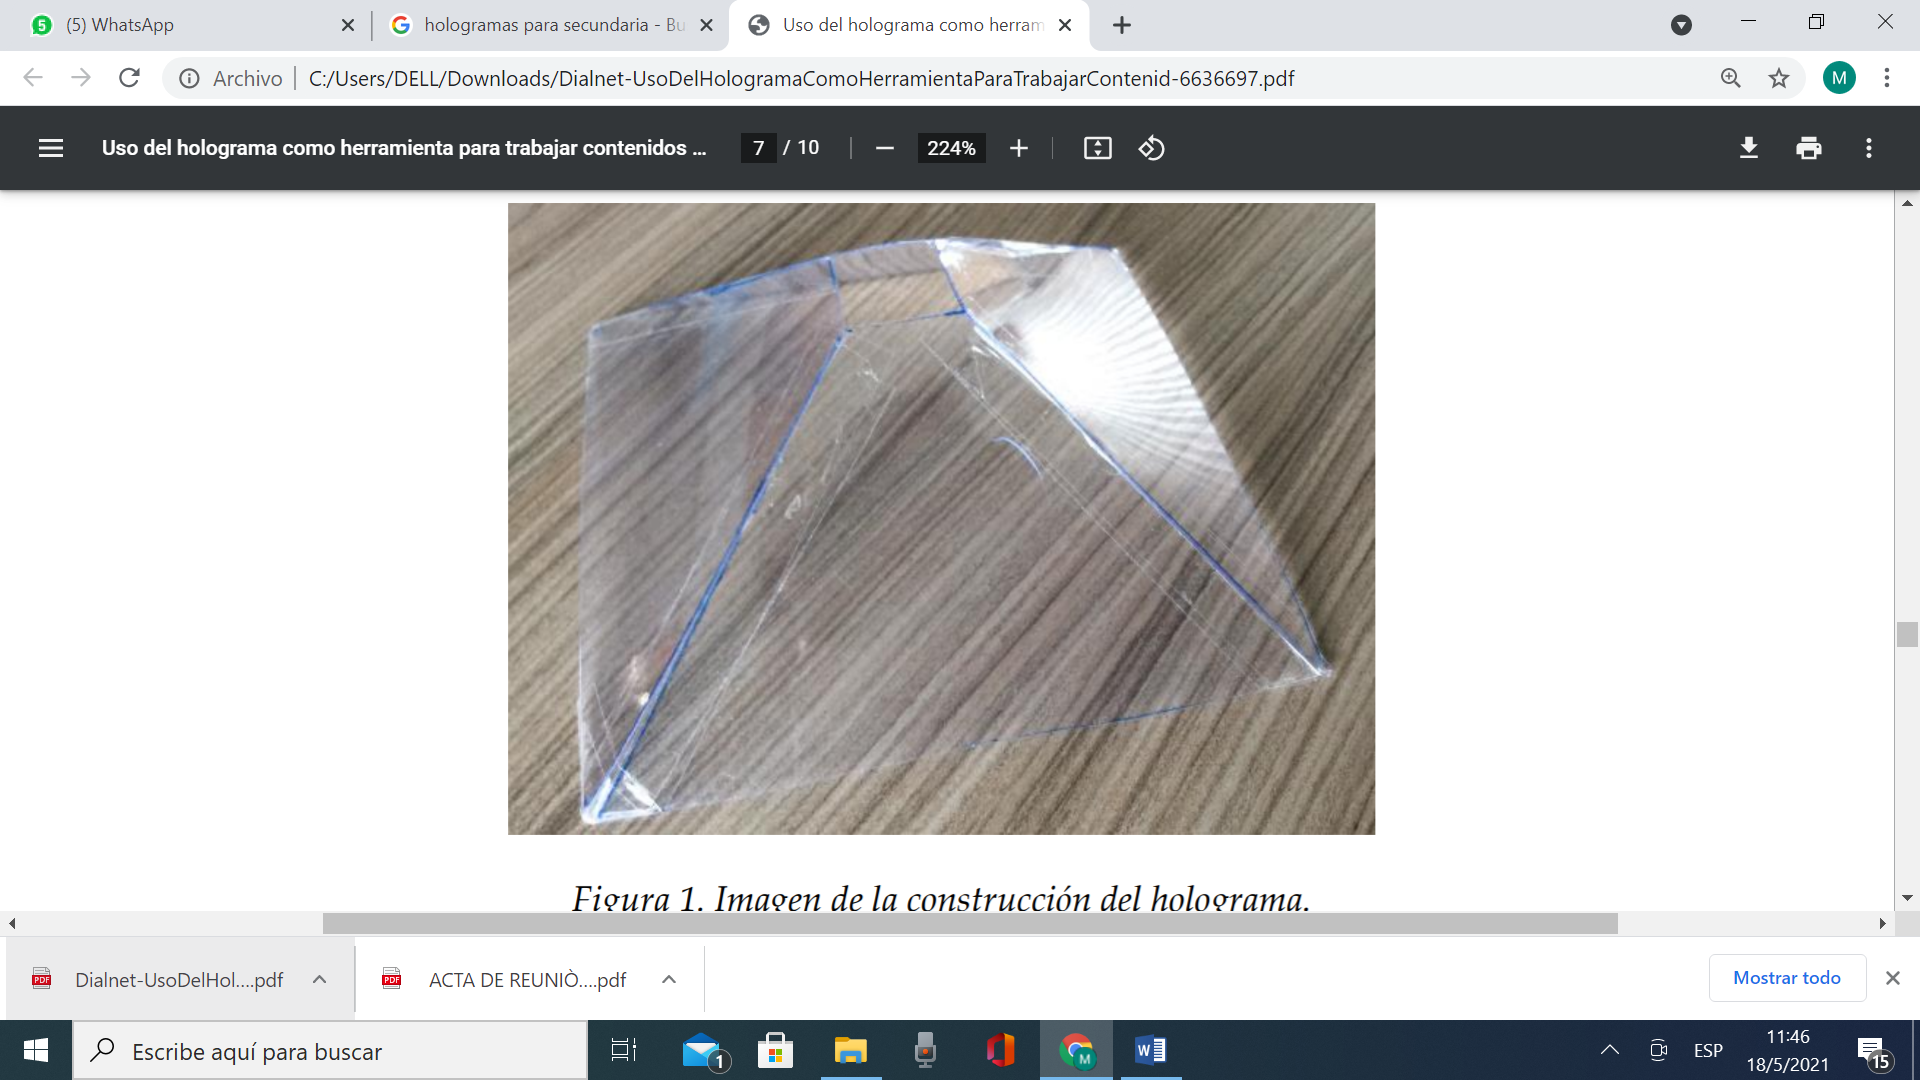 (5) WhatsApp
hologramas para secundaria - Bu
Uso del holograma como herram
Archivo
C:/Users/DELL/Downloads/Dialnet-UsoDelHologramaComoHerramientaParaTrabajarContenid-6636697.pdf
M
Uso del holograma como herramienta para trabajar contenidos ...
7 / 10
224%
Figura 1. Imagen de la construcción del holograma.
Dialnet-UsoDelHol....pdf
ACTA DE REUNIÒ....pdf
Mostrar todo
Escribe aquí para buscar
1
M
ESP
11:46
18/5/2021
15